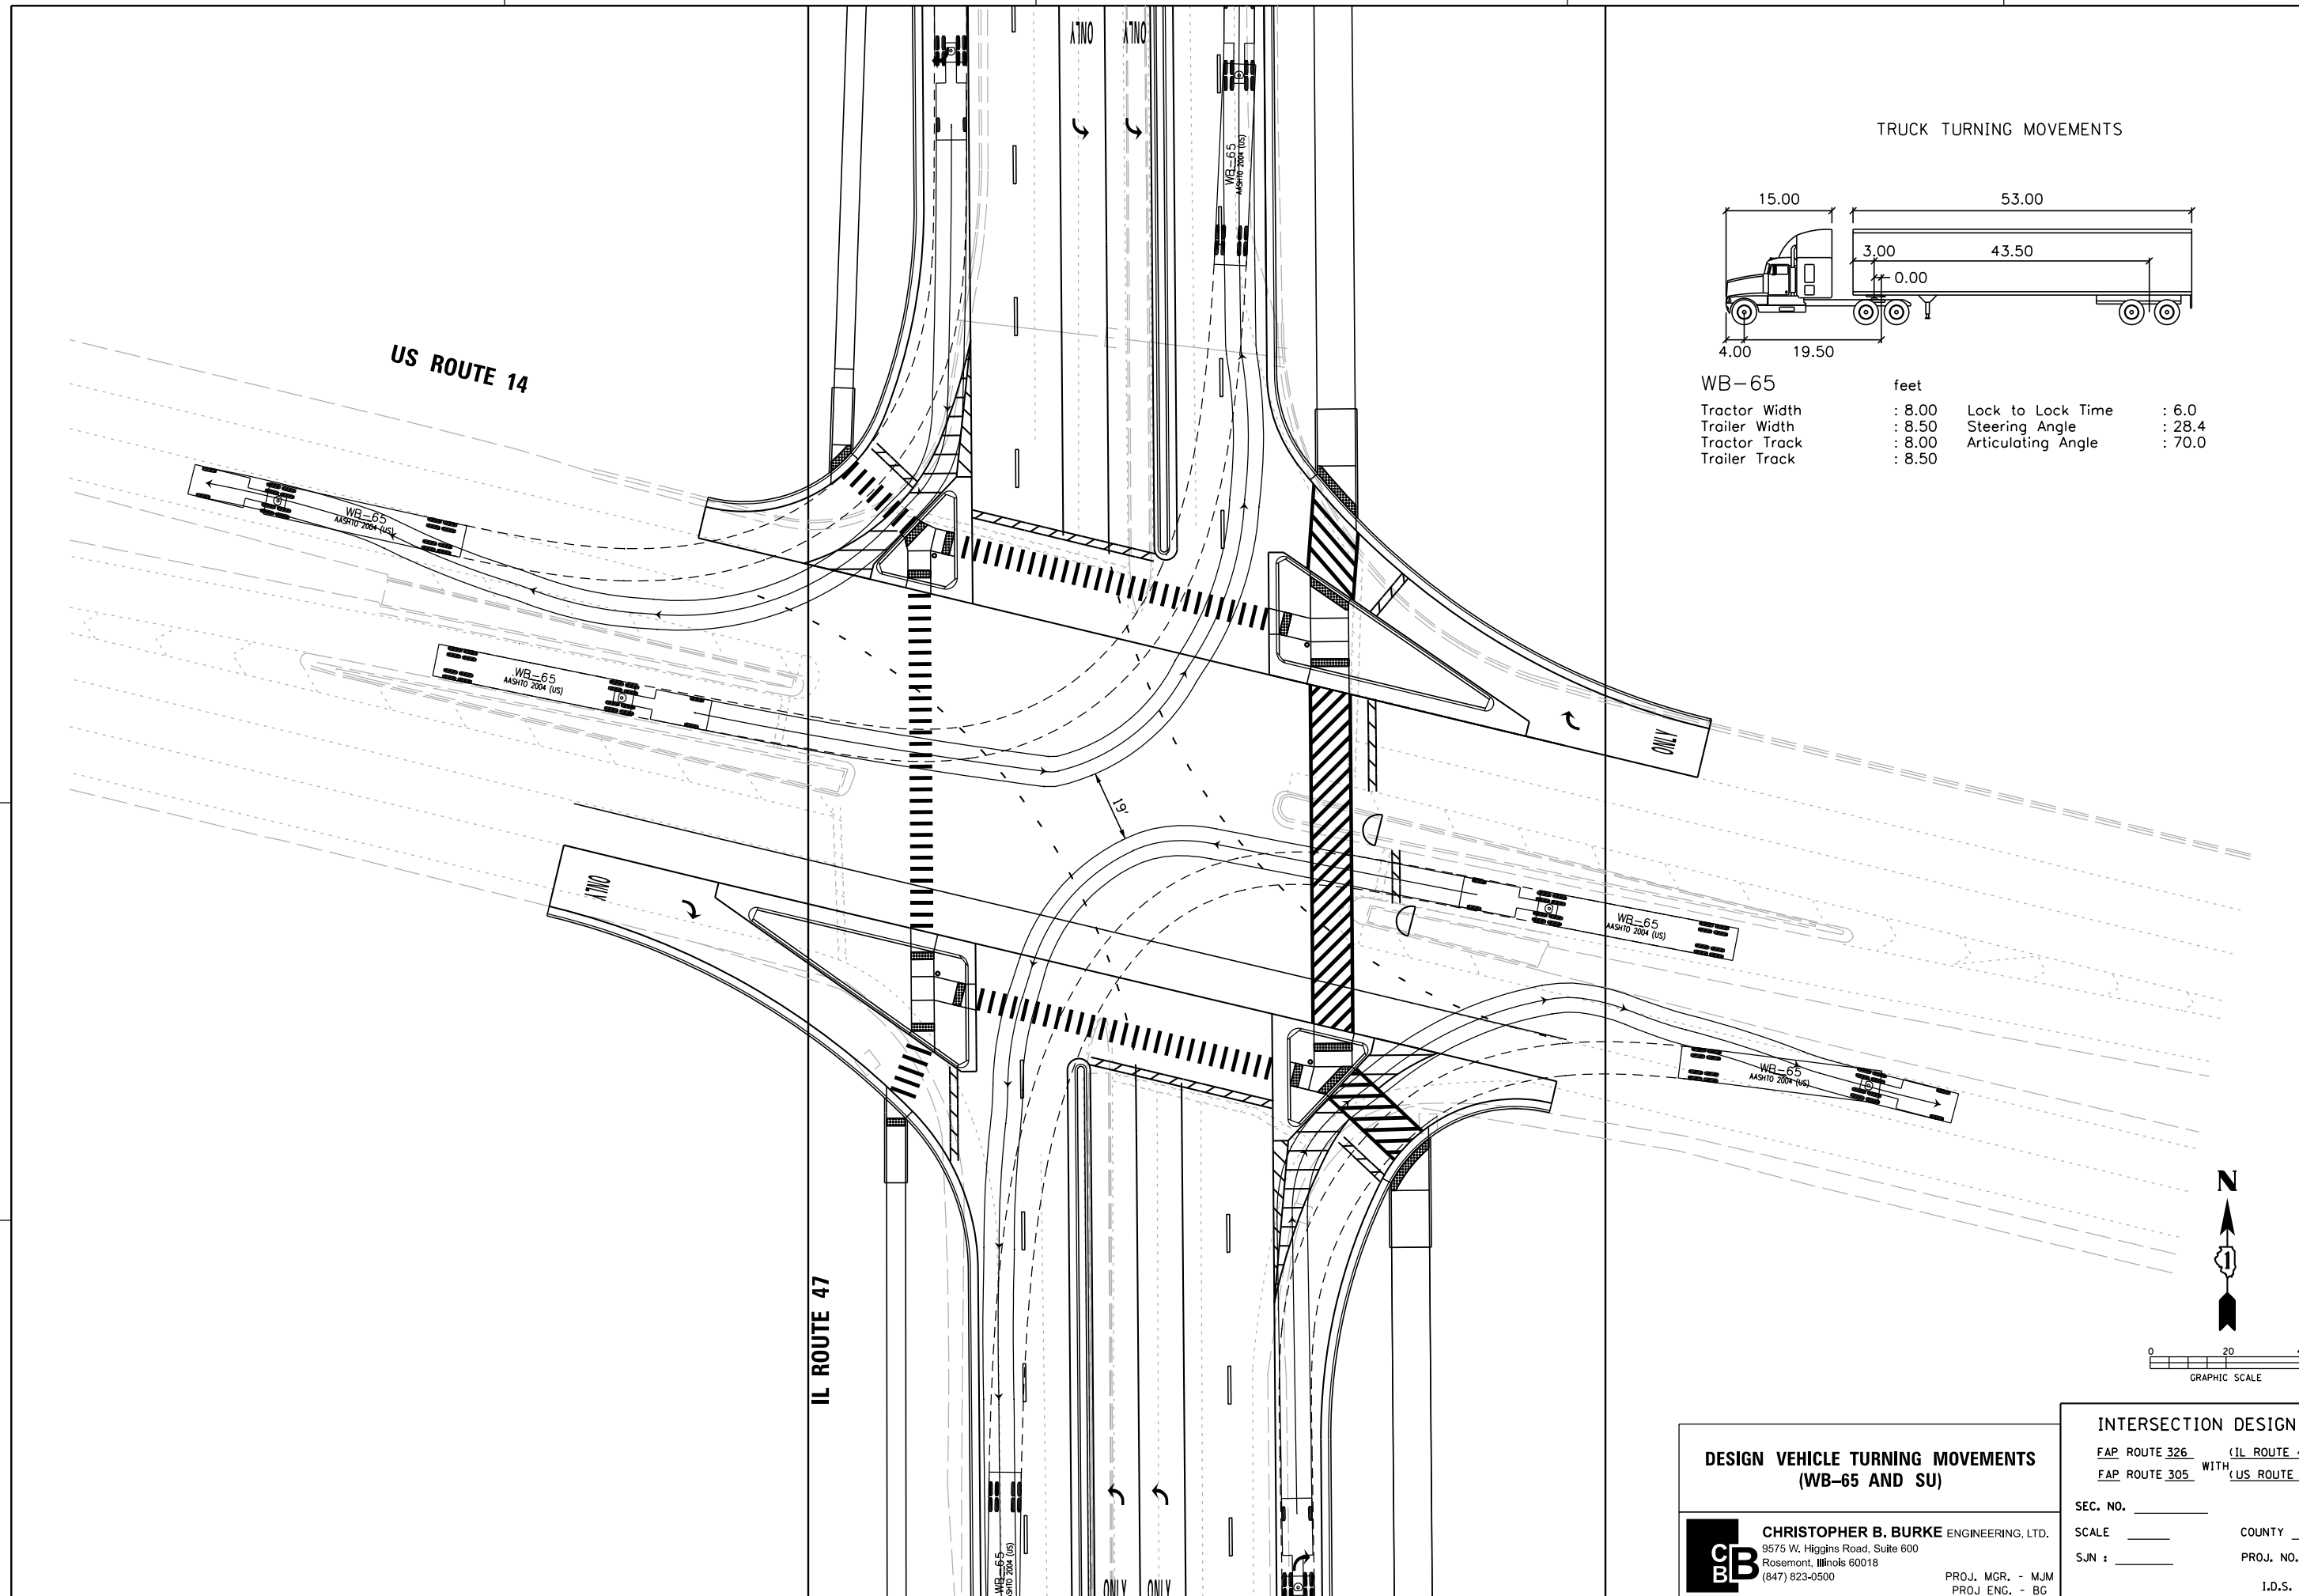 ONLY
ONLY
TRUCK TURNING MOVEMENTS
WB-65
AASHTO 2004 (US)
15.00
53.00
3.00
43.50
0.00
4.00
19.50
US ROUTE 14
WB-65
feet
Tractor Width : 8.00 Lock to Lock Time : 6.0
Trailer Width : 8.50 Steering Angle : 28.4
Tractor Track : 8.00 Articulating Angle : 70.0
Trailer Track : 8.50
WB-65
AASHTO 2004 (US)
WB-65
AASHTO 2004 (US)
ONLY
19'
ONLY
WB-65
AASHTO 2004 (US)
WB-65
AASHTO 2004 (US)
N
1
IL ROUTE 47
0 20
GRAPHIC SCALE
WB-65
ONLY
ONLY
DESIGN VEHICLE TURNING MOVEMENTS
(WB-65 AND SU)
CBB
CHRISTOPHER B. BURKE ENGINEERING, LTD.
9575 W. Higgins Road, Suite 600
Rosemont, Illinois 60018
(847) 823-0500
PROJ. MGR. - MJM
PROJ ENG. - BG
INTERSECTION DESIGN
FAP ROUTE 326 (IL ROUTE
WITH
FAP ROUTE 305 (US ROUTE
SEC. NO.
SCALE COUNTY
SJN : PROJ. NO.
I.D.S.